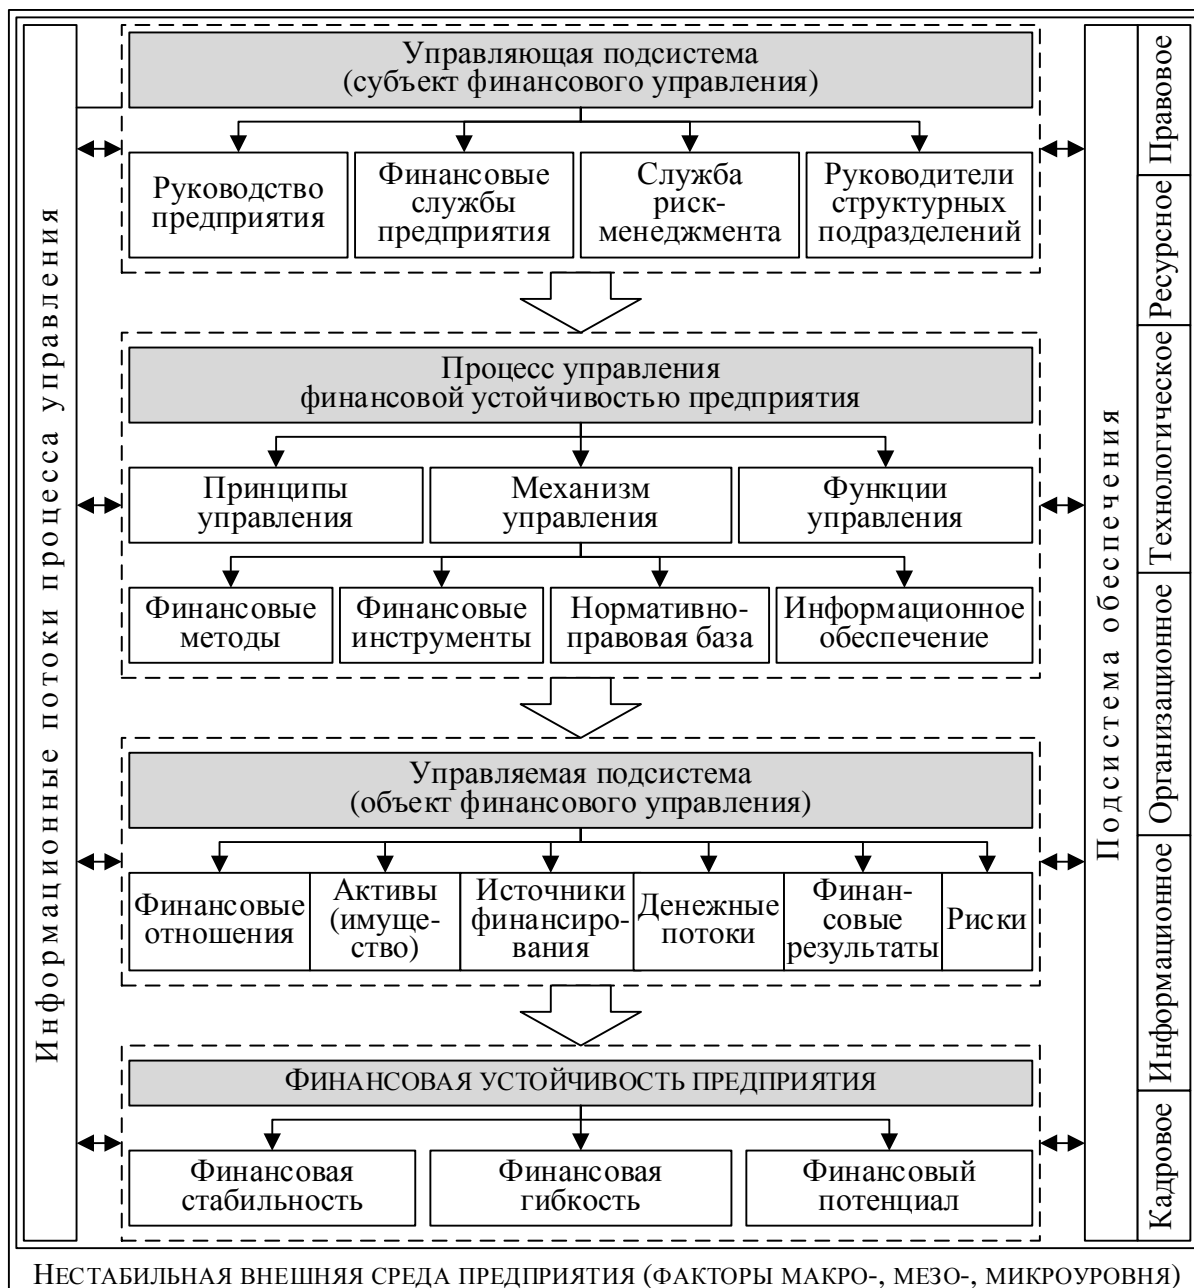 Информационные потоки процесса управления
Управляющая подсистема
(субъект финансового управления)
Руководство
предприятия
Финансовые
службы
предприятия
Служба
риск-
менеджмента
Руководители
структурных
подразделений
Процесс управления
финансовой устойчивостью предприятия
Принципы
управления
Механизм
управления
Функции
управления
Финансовые
методы
Финансовые
инструменты
Нормативно-
правовая база
Информационное
обеспечение
Управляемая подсистема
(объект финансового управления)
Финансовые
отношения
Активы
(имуще-
ство)
Источники
финансиро-
вания
Денежные
потоки
Финан-
совые
результаты
Риски
ФИНАНСОВАЯ УСТОЙЧИВОСТЬ ПРЕДПРИЯТИЯ
Финансовая
стабильность
Финансовая
гибкость
Финансовый
потенциал
Подсистема обеспечения
Правовое
Ресурсное
Технологическое
Организационное
Информационное
Кадровое
НЕСТАБИЛЬНАЯ ВНЕШНЯЯ СРЕДА ПРЕДПРИЯТИЯ (ФАКТОРЫ МАКРО-, МЕЗО-, МИКРОУРОВНЯ)